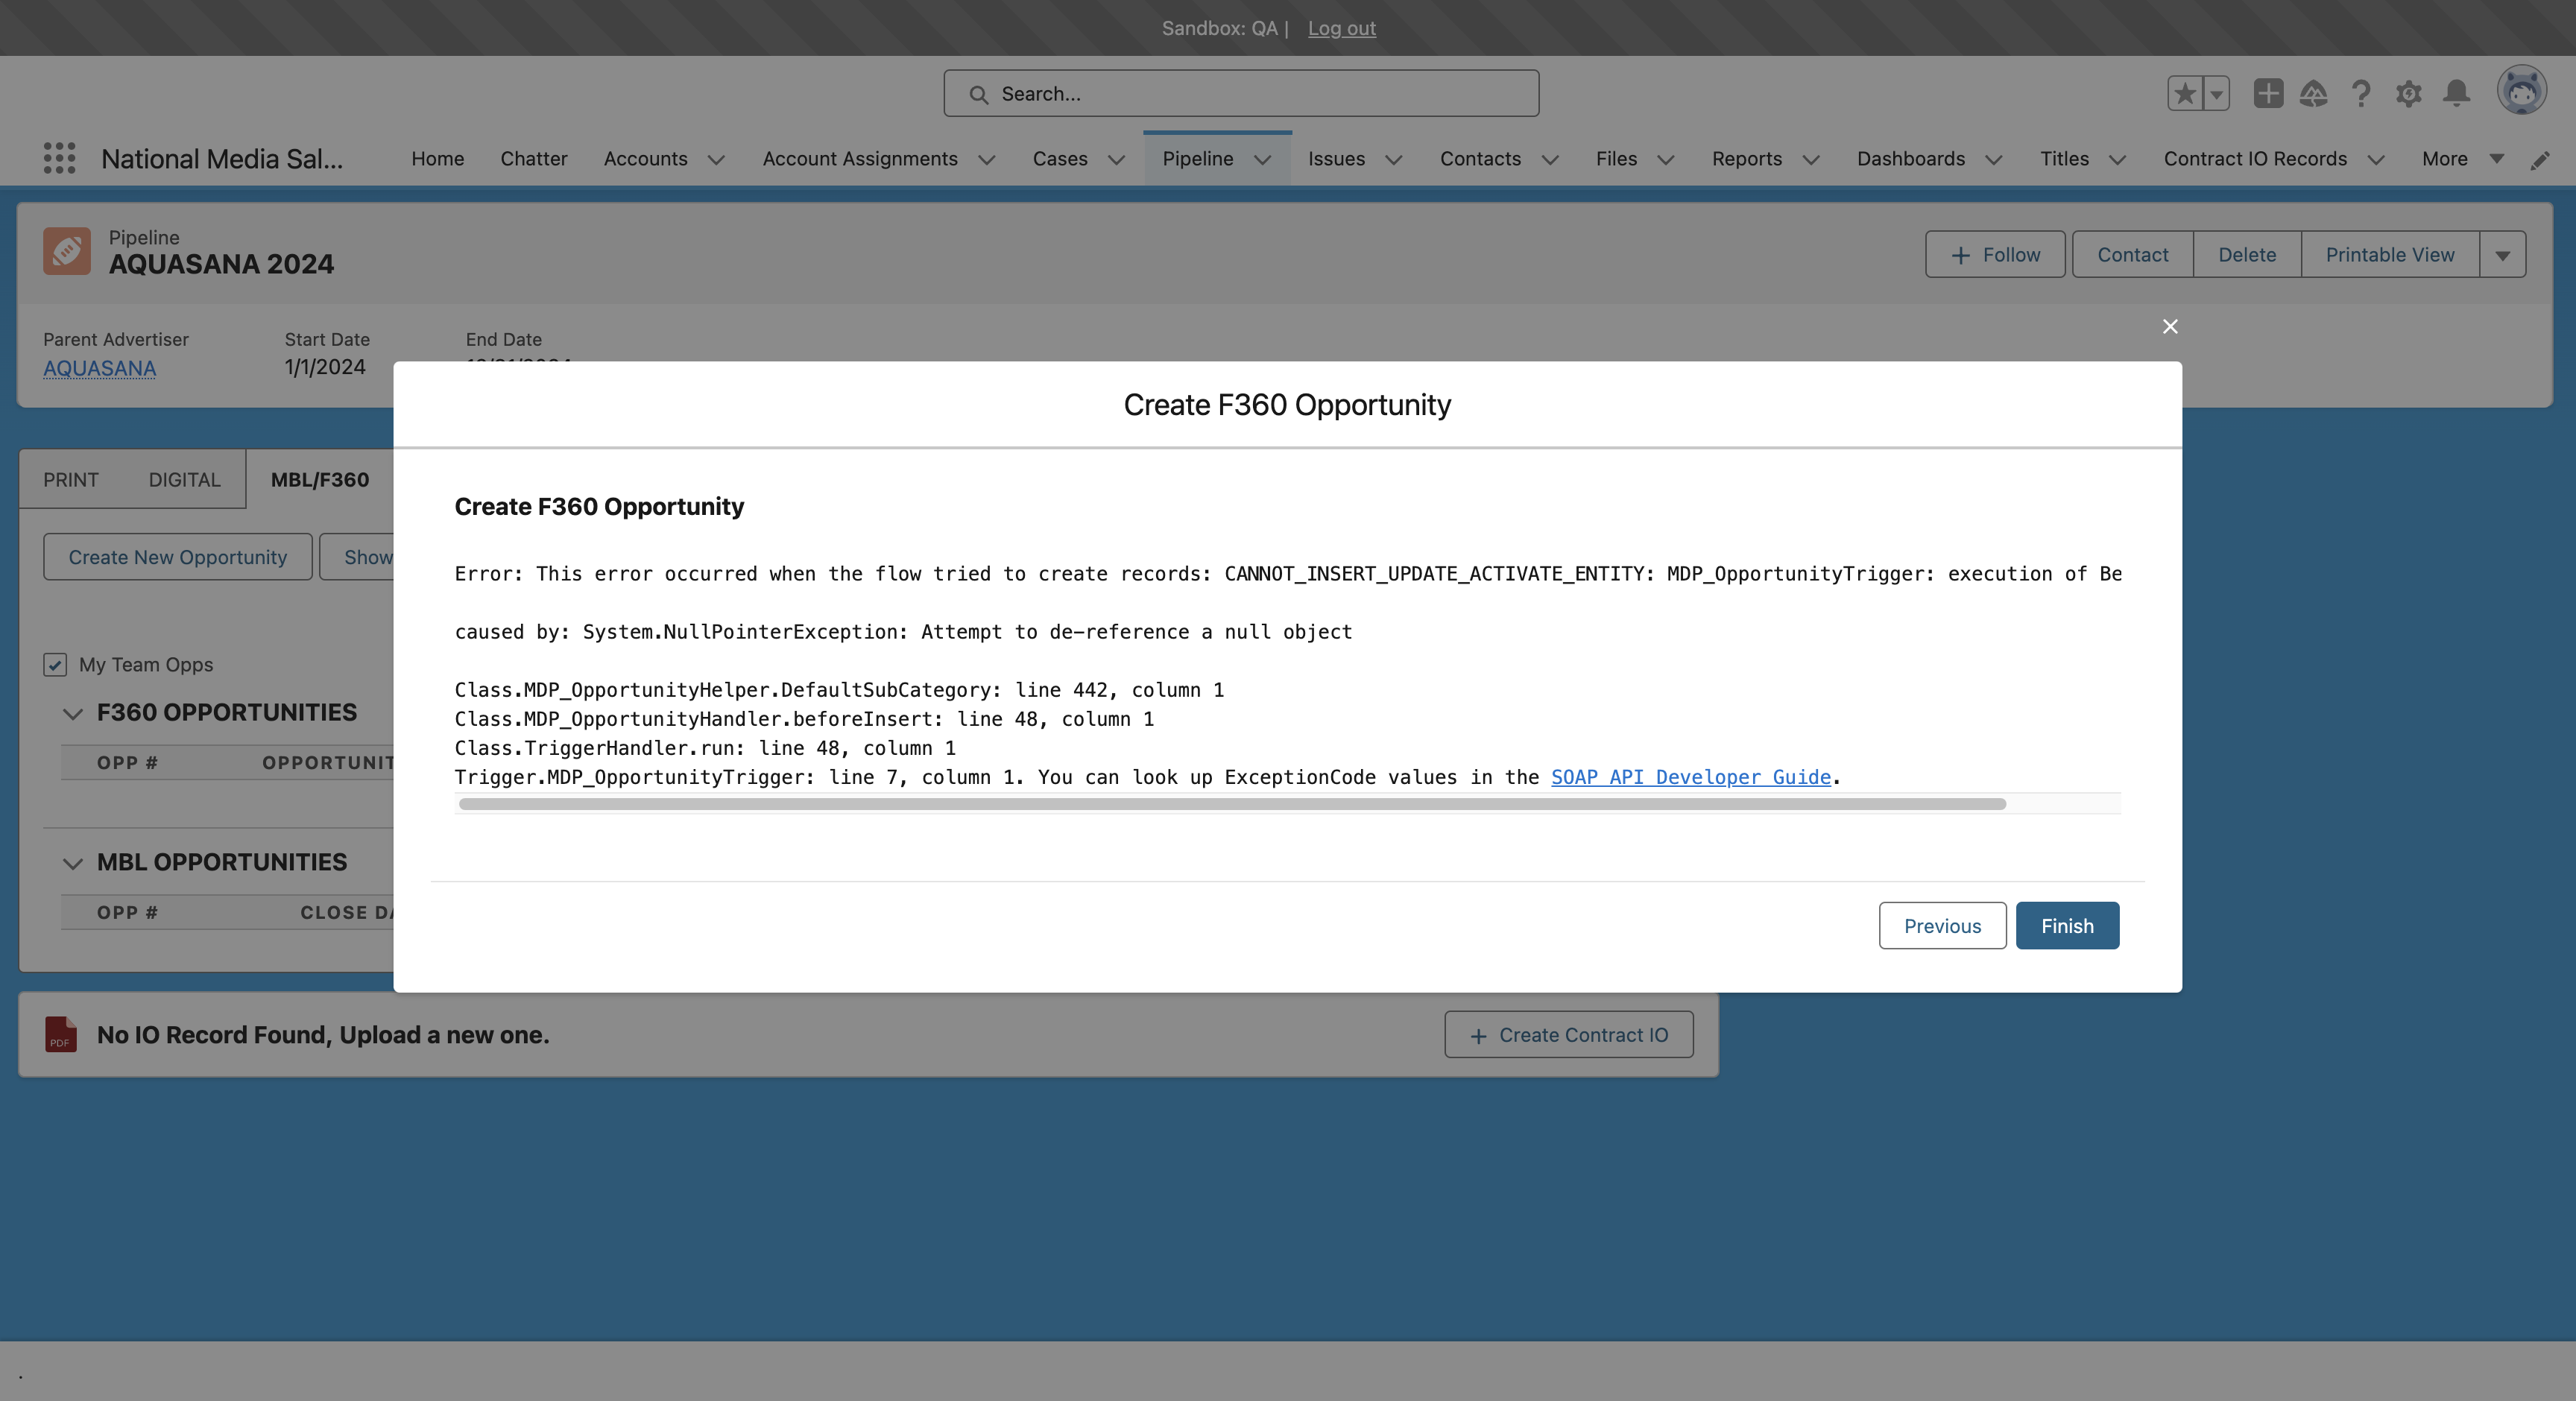 Sandbox: QA | Log out
Search...
National Media Sal... Home Chatter Accounts Account Assignments Cases Pipeline Issues Contacts Files Reports Dashboards Titles Contract IO Records More
Pipeline
AQUASANA 2024
Follow Contact Delete Printable View
Parent Advertiser Start Date End Date
AQUASANA 1/1/2024
Create F360 Opportunity
PRINT DIGITAL MBL/F360
Create F360 Opportunity
Create New Opportunity Show
Error: This error occurred when the flow tried to create records: CANNOT_INSERT_UPDATE_ACTIVATE_ENTITY: MDP_OpportunityTrigger: execution of Be
caused by: System.NullPointerException: Attempt to de-reference a null object
My Team Opps
Class.MDP_OpportunityHelper.DefaultSubCategory: line 442, column 1
Class.MDP_OpportunityHandler.beforeInsert: line 48, column 1
F360 OPPORTUNITIES
Class.TriggerHandler.run: line 48, column 1
OPP # OPPORTUNIT
Trigger.MDP_OpportunityTrigger: line 7, column 1. You can look up ExceptionCode values in the SOAP API Developer Guide.
MBL OPPORTUNITIES
OPP # CLOSE DA
Previous Finish
PDF
No IO Record Found, Upload a new one.
Create Contract IO
.